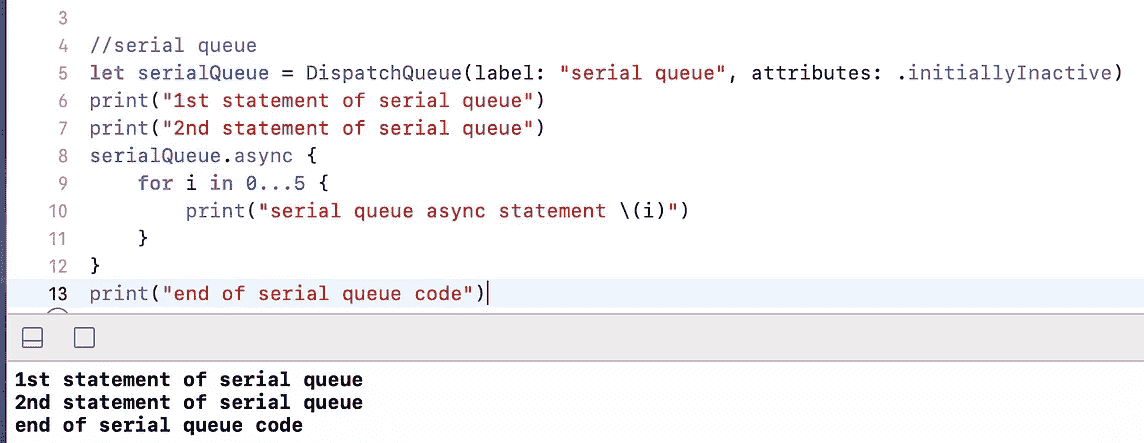 3
4 //serial queue
5 let serialQueue = DispatchQueue(label: "serial queue", attributes: .initiallyInactive)
6 print("1st statement of serial queue")
7 print("2nd statement of serial queue")
8 serialQueue.async {
9     for i in 0...5 {
10         print("serial queue async statement \(i)")
11     }
12 }
13 print("end of serial queue code")
1st statement of serial queue
2nd statement of serial queue
end of serial queue code